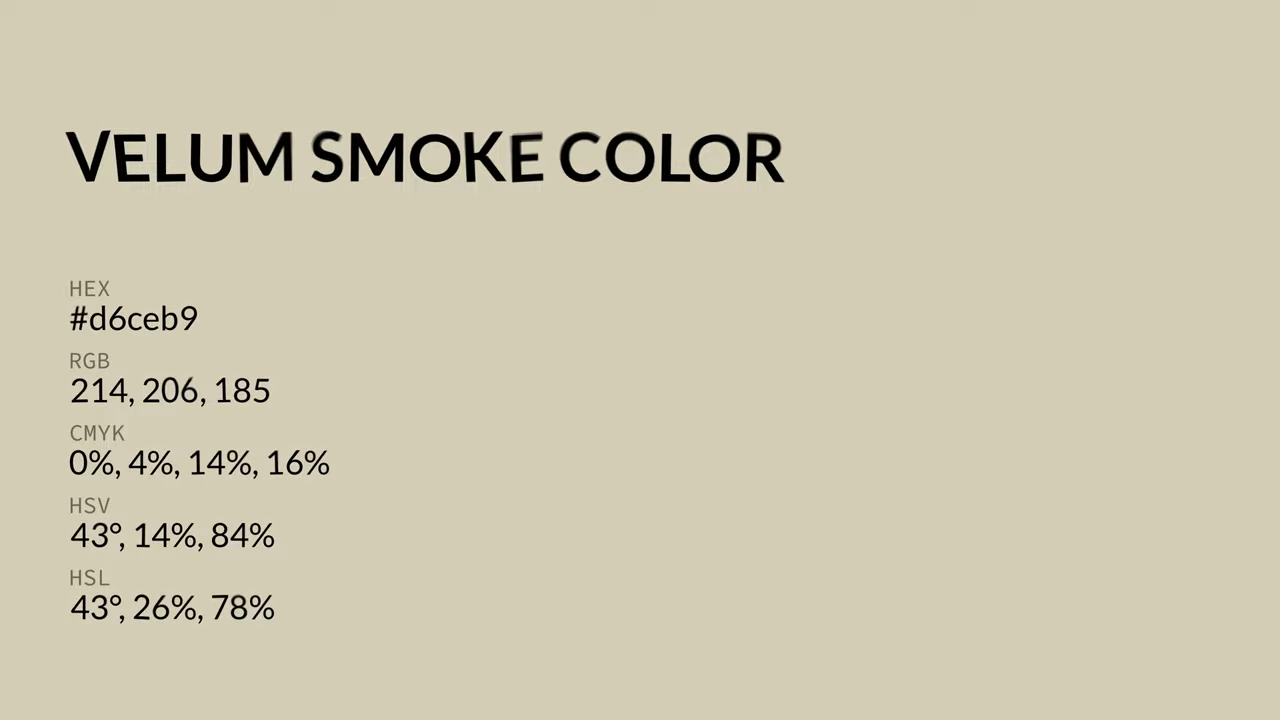 VELUM SMOKE COLOR
HEX
#d6ceb9
RGB
214, 206, 185
CMYK
0%, 4%, 14%, 16%
HSV
43°, 14%, 84%
HSL
43°, 26%, 78%